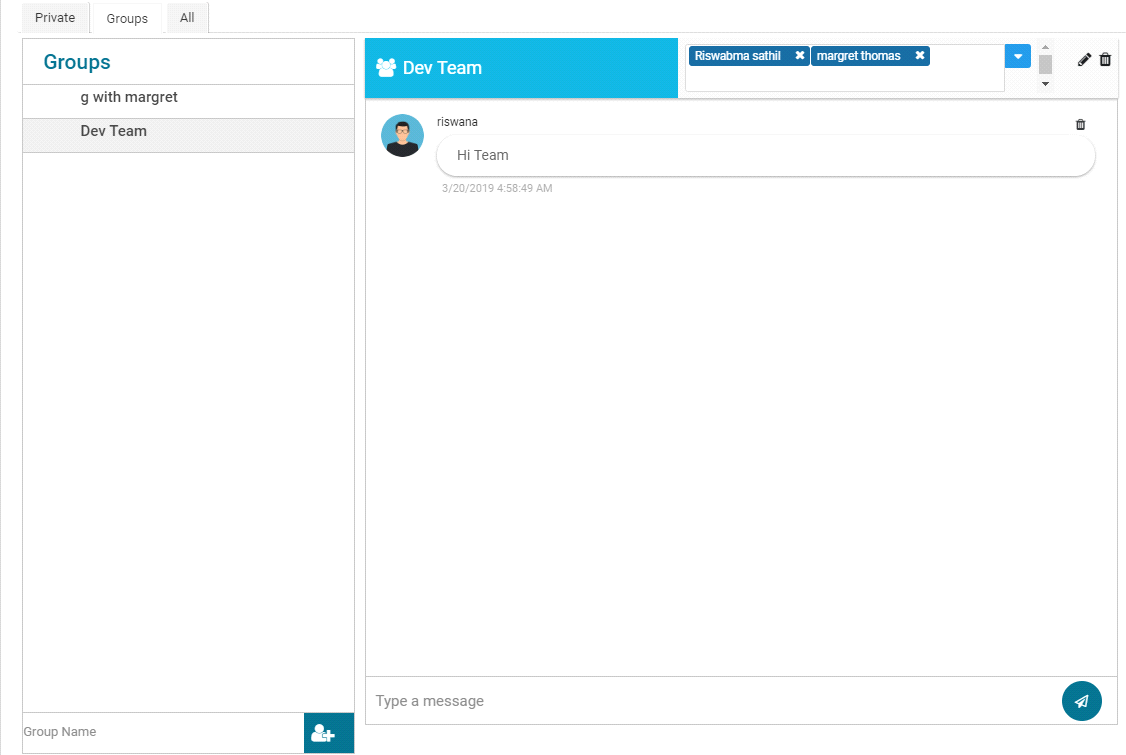 Private
Groups
All
Groups
g with margret
Dev Team
Group Name
Dev Team
Riswabma sathil
margret thomas
riswana
Hi Team
3/20/2019 4:58:49 AM
Type a message